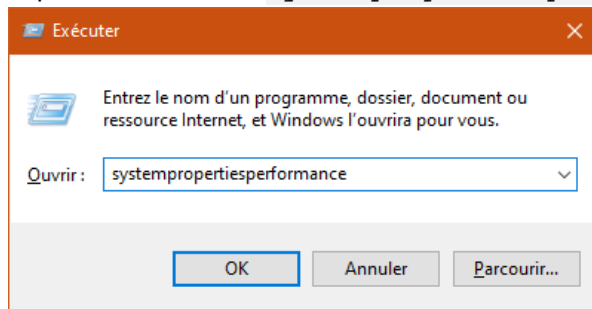 Exécuter
Entrez le nom d'un programme, dossier, document ou
ressource Internet, et Windows l'ouvrira pour vous.
Ouvrir : systempropertiesperformance
OK Annuler Parcourir...